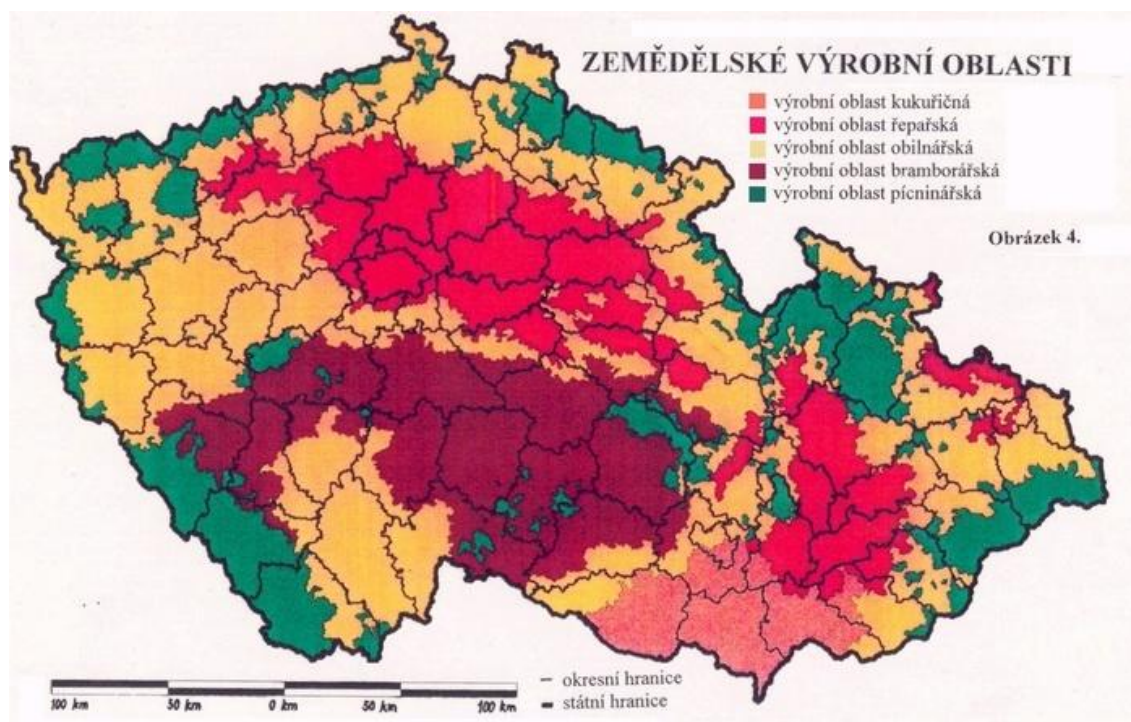 ZEMĚDĚLSKÉ VÝROBNÍ OBLASTI
výrobní oblast kukuřičná
výrobní oblast řepařská
výrobní oblast obilnářská
výrobní oblast bramborářská
výrobní oblast pícninářská
Obrázek 4.
100 km 50 km 0 km 50 km 100 km
okresní hranice
státní hranice